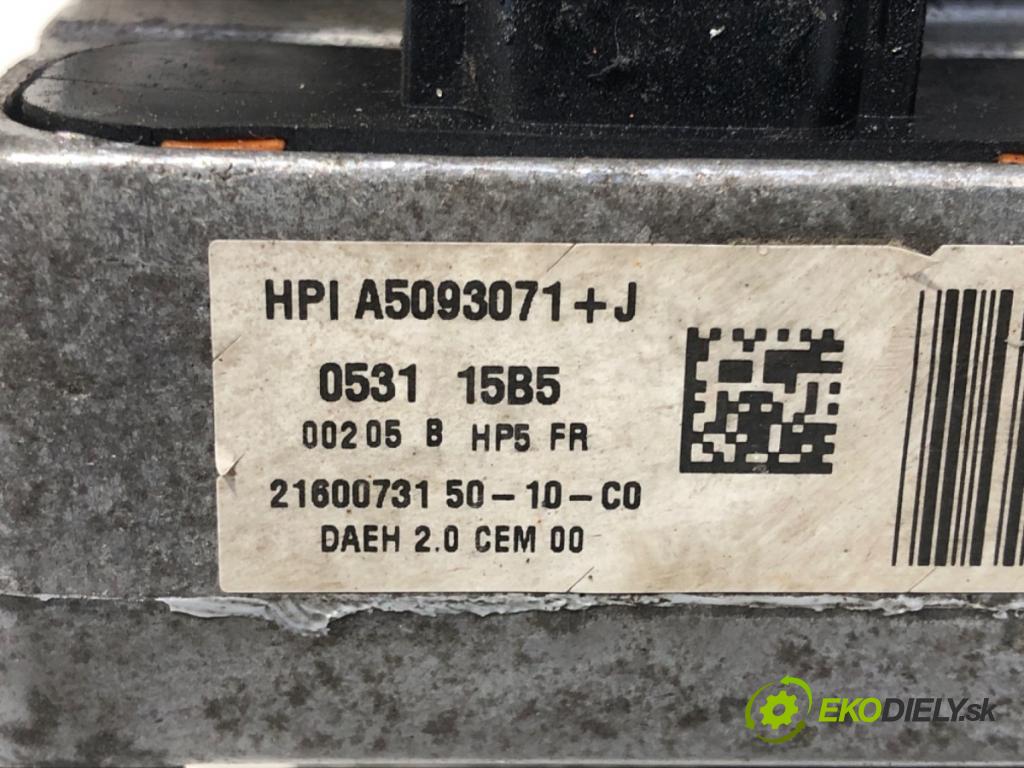 HPI A5093071+J
0531 15B5
00205 B HP5 FR
21600731 50-10-C0
DAEH 2.0 CEM 00
EKODIELY.sk